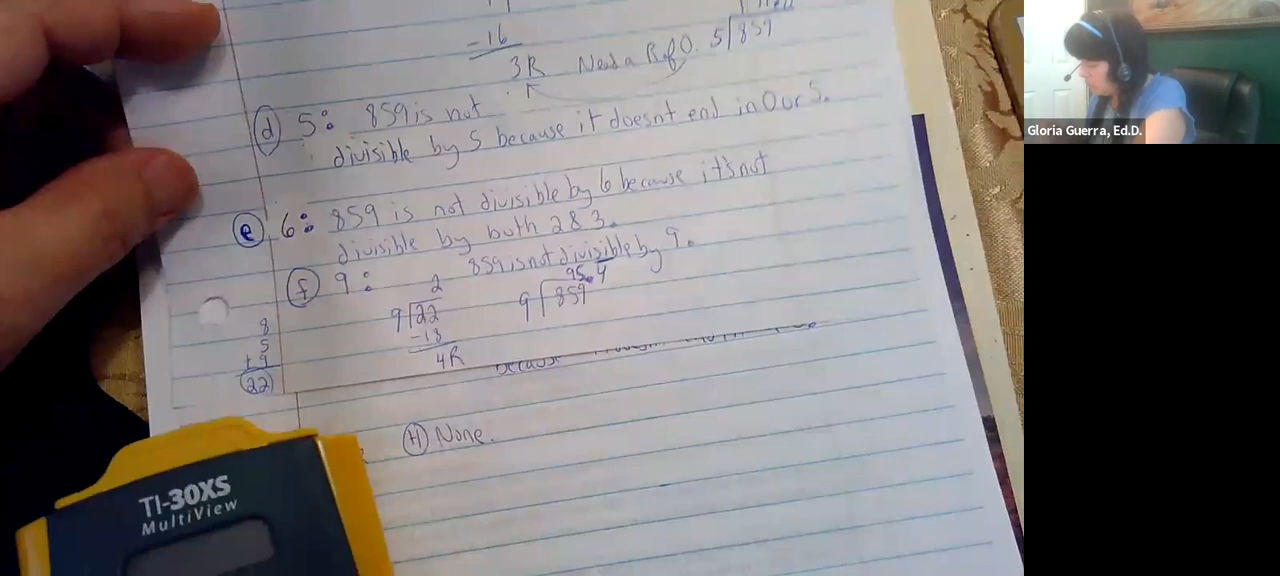 -16
3R Need a R of 0. 5 859
(d) 5: 859 is not
divisible by 5 because it doesnt end in 0 or 5.
(e) 6: 859 is not divisible by 6 because it's not
divisible by both 2 & 3.
(f) 9: 859 is not divisible by 9.
2
9 22
-18
4R
95.4
9 859
8
5
+9
(22)
because
(H) None.
TI-30XS
MultiView
Gloria Guerra, Ed.D.